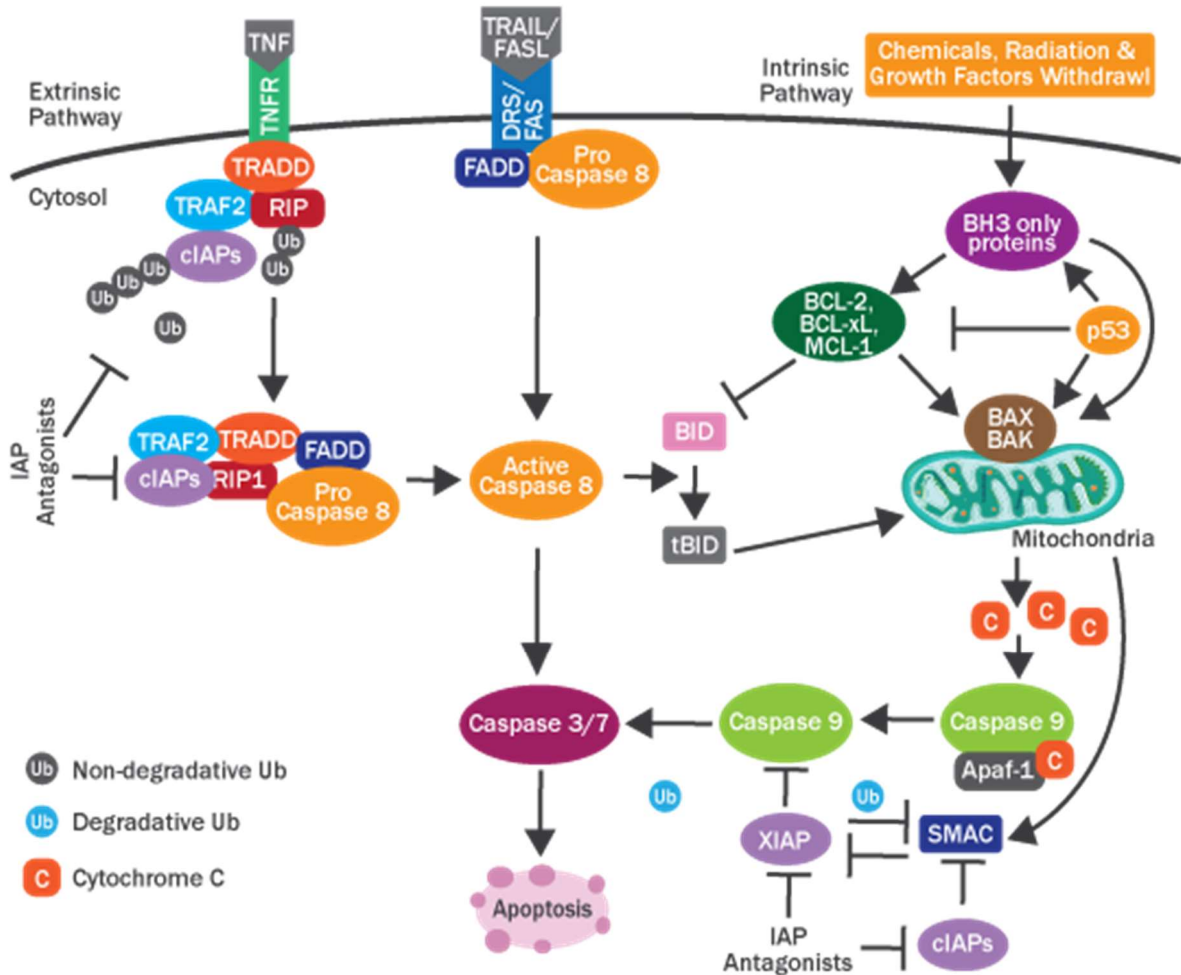 TNF
TNFR
TRAIL/
FASL
DRS/
FAS
Extrinsic
Pathway
Intrinsic
Pathway
Chemicals, Radiation &
Growth Factors Withdrawl
Cytosol
TRADD
TRAF2
RIP
cIAPs
Ub
Ub
Ub
Ub
Ub
Ub
FADD
Pro
Caspase 8
BH3 only
proteins
BCL-2,
BCL-xL,
MCL-1
p53
BAX
BAK
Mitochondria
IAP
Antagonists
TRAF2
TRADD
FADD
cIAPs
RIP1
Pro
Caspase 8
Active
Caspase 8
BID
tBID
C
C
C
Caspase 3/7
Caspase 9
Caspase 9
Apaf-1
C
Ub
Ub
XIAP
SMAC
cIAPs
IAP
Antagonists
Apoptosis
Ub Non-degradative Ub
Ub Degradative Ub
C Cytochrome C